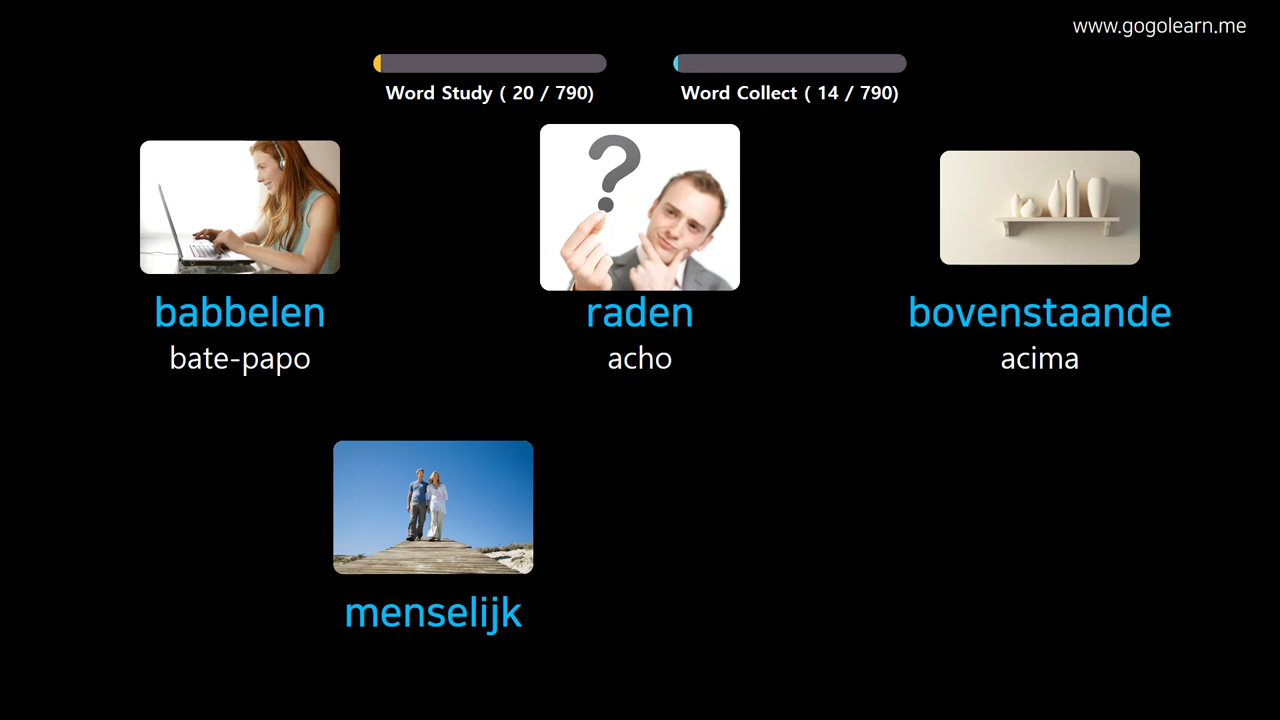 www.gogolearn.me
Word Study ( 20 / 790)
Word Collect ( 14 / 790)
babbelen
raden
bovenstaande
bate-papo
acho
acima
menselijk